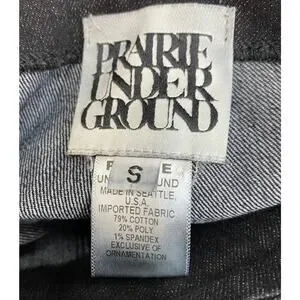 PRAIRIE
UNDER
GROUND
S
MADE IN SEATTLE,
U.S.A.
IMPORTED FABRIC
79% COTTON
20% POLY
1% SPANDEX
EXCLUSIVE OF
ORNAMENTATION